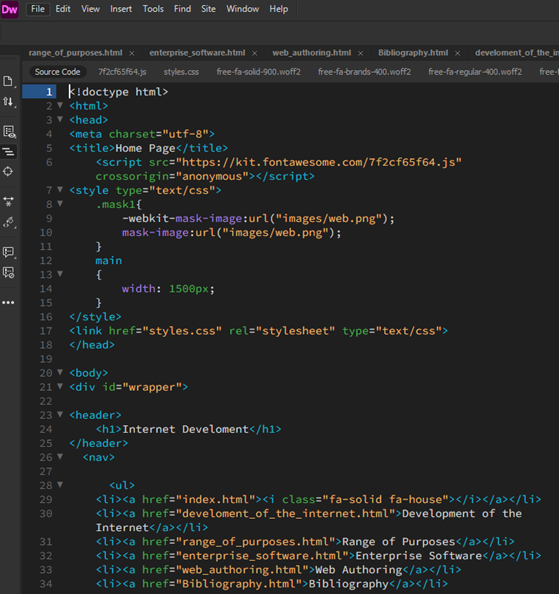 Dw File Edit View Insert Tools Find Site Window Help
range_of_purposes.html × enterprise_software.html × web_authoring.html × Bibliography.html × develoment_of_the_in
Source Code 7f2cf65f64.js styles.css free-fa-solid-900.woff2 free-fa-brands-400.woff2 free-fa-regular-400.woff2 free-f
1 <!doctype html>
2 <html>
3 <head>
4 <meta charset="utf-8">
5 <title>Home Page</title>
6 <script src="https://kit.fontawesome.com/7f2cf65f64.js"
crossorigin="anonymous"></script>
7 <style type="text/css">
8 .mask1{
9 -webkit-mask-image:url("images/web.png");
10 mask-image:url("images/web.png");
11 }
12 main
13 {
14 width: 1500px;
15 }
16 </style>
17 <link href="styles.css" rel="stylesheet" type="text/css">
18 </head>
19
20 <body>
21 <div id="wrapper">
22
23 <header>
24 <h1>Internet Develoment</h1>
25 </header>
26 <nav>
27
28 <ul>
29 <li><a href="index.html"><i class="fa-solid fa-house"></i></a></li>
30 <li><a href="develoment_of_the_internet.html">Development of the
Internet</a></li>
31 <li><a href="range_of_purposes.html">Range of Purposes</a></li>
32 <li><a href="enterprise_software.html">Enterprise Software</a></li>
33 <li><a href="web_authoring.html">Web Authoring</a></li>
34 <li><a href="Bibliography.html">Bibliography</a></li>